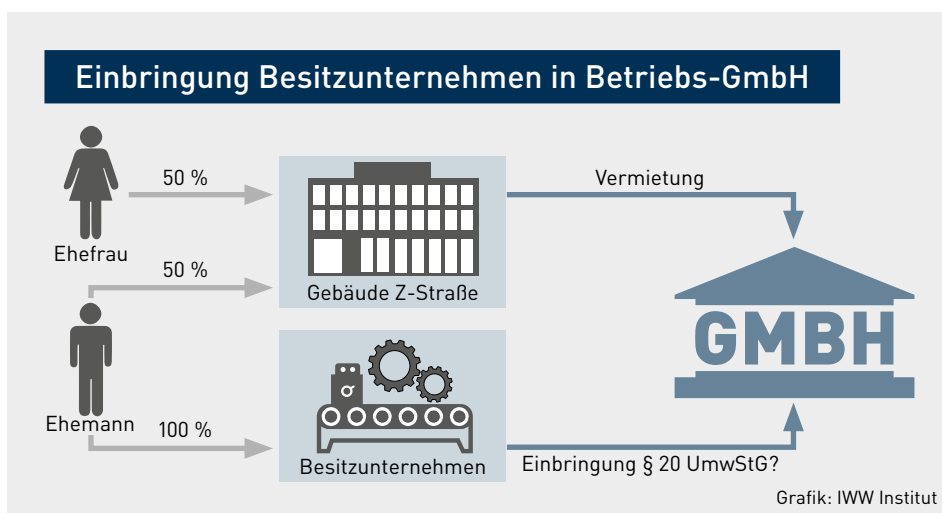 Einbringung Besitzunternehmen in Betriebs-GmbH
50 %
Vermietung
Ehefrau
50 %
Gebäude Z-Straße
GMBH
Ehemann
100 %
Besitzunternehmen
Einbringung § 20 UmwStG?
Grafik: IWW Institut